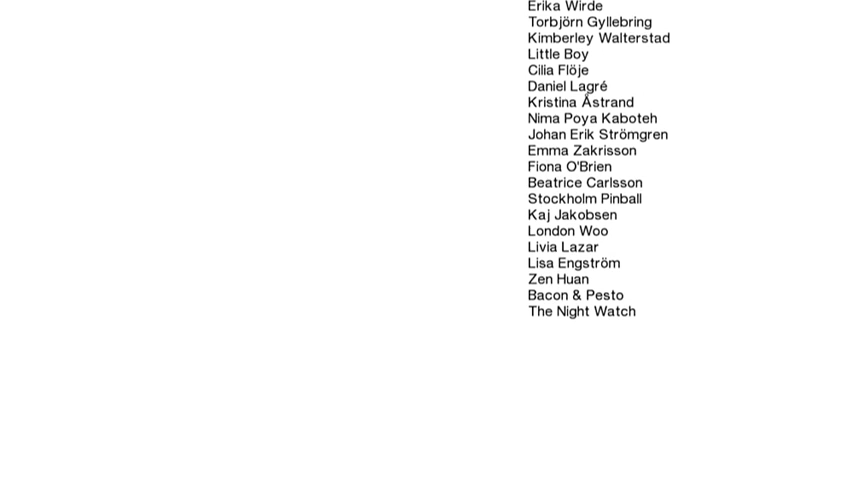 Erika Wirde
Torbjörn Gyllebring
Kimberley Walterstad
Little Boy
Cilia Flöje
Daniel Lagré
Kristina Åstrand
Nima Poya Kaboteh
Johan Erik Strömgren
Emma Zakrisson
Fiona O'Brien
Beatrice Carlsson
Stockholm Pinball
Kaj Jakobsen
London Woo
Livia Lazar
Lisa Engström
Zen Huan
Bacon & Pesto
The Night Watch